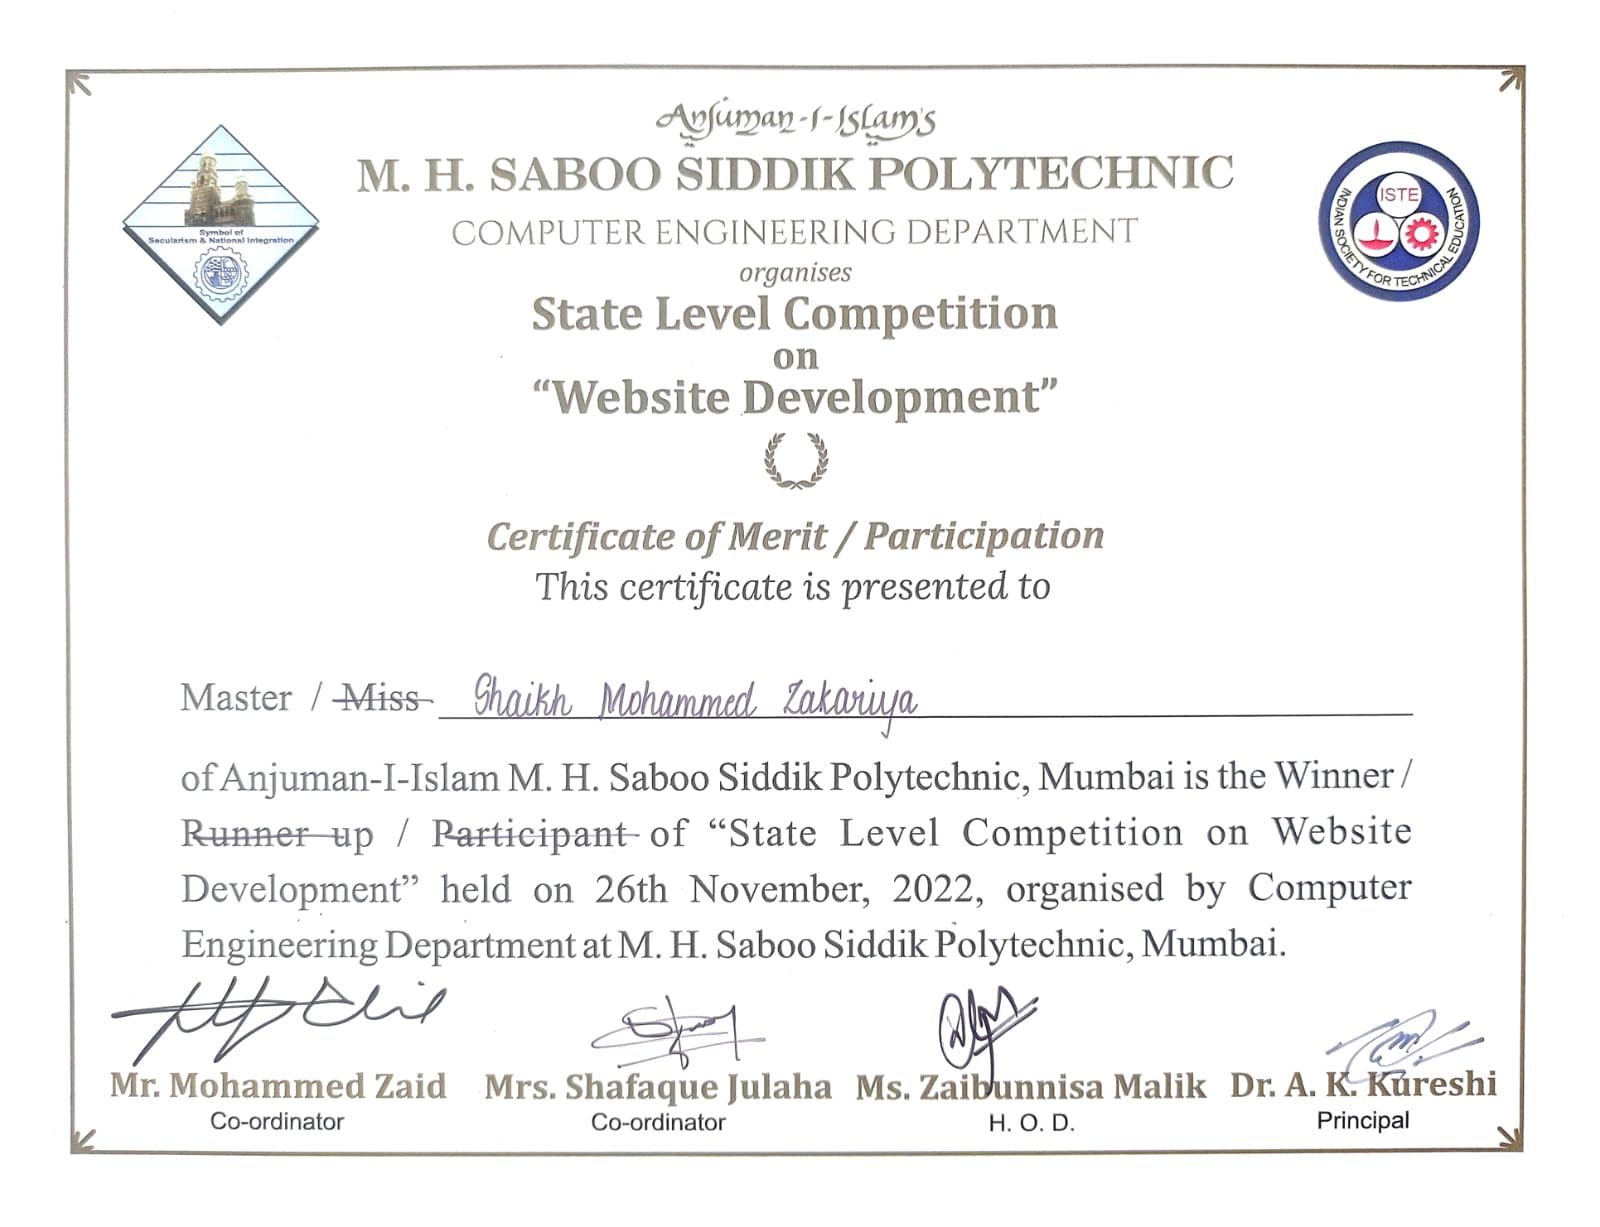 Anjuman-I-Islam's
M. H. SABOO SIDDIK POLYTECHNIC
COMPUTER ENGINEERING DEPARTMENT
Symbol of
Secularism & National Integration
ISTE
INDIAN SOCIETY FOR TECHNICAL EDUCATION
organises
State Level Competition
on
“Website Development”
Certificate of Merit / Participation
This certificate is presented to
Master / Miss Shaikh Mohammed Zakariya
of Anjuman-I-Islam M. H. Saboo Siddik Polytechnic, Mumbai is the Winner /
Runner up / Participant of “State Level Competition on Website
Development” held on 26th November, 2022, organised by Computer
Engineering Department at M. H. Saboo Siddik Polytechnic, Mumbai.
Mr. Mohammed Zaid Mrs. Shafaque Julaha Ms. Zaibunnisa Malik Dr. A. K. Kureshi
Co-ordinator Co-ordinator H. O. D. Principal